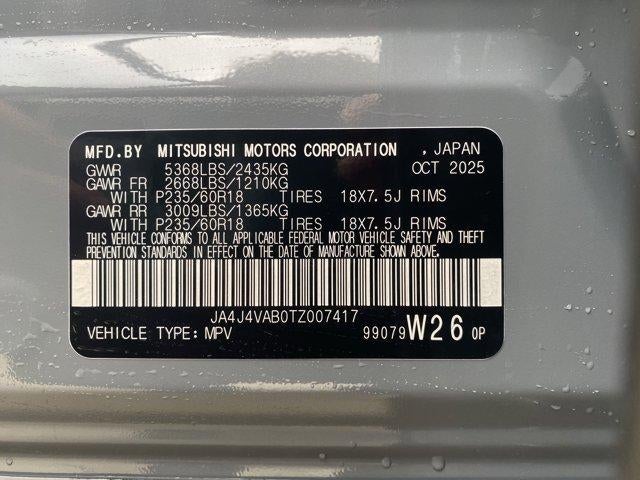 MFD.BY MITSUBISHI MOTORS CORPORATION , JAPAN
GVWR 5368LBS/2435KG OCT 2025
GAWR FR 2668LBS/1210KG
WITH P235/60R18 TIRES 18X7.5J RIMS
GAWR RR 3009LBS/1365KG
WITH P235/60R18 TIRES 18X7.5J RIMS
THIS VEHICLE CONFORMS TO ALL APPLICABLE FEDERAL MOTOR VEHICLE SAFETY AND THEFT
PREVENTION STANDARDS IN EFFECT ON THE DATE OF MANUFACTURE SHOWN ABOVE.
JA4J4VAB0TZ007417
VEHICLE TYPE: MPV 99079 W26 0P